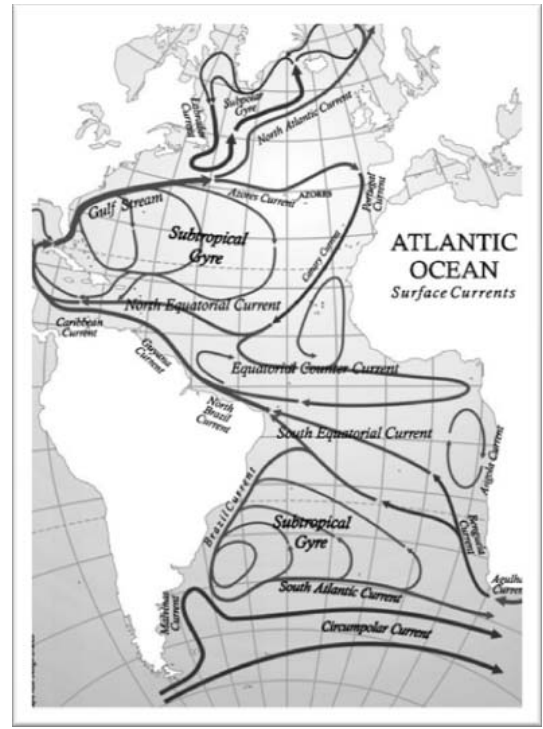 Labrador
Current
Subpolar
Gyre
North Atlantic Current
Gulf Stream
Azores Current
AZORES
Portugal
Current
Subtropical
Gyre
Canary Current
ATLANTIC
OCEAN
Surface Currents
North Equatorial Current
Caribbean
Current
Guyana
Current
Equatorial Counter Current
North
Brazil
Current
South Equatorial Current
Angola Current
Brazil Current
Subtropical
Gyre
Benguela
Current
Agulha
Current
South Atlantic Current
Malvinas
Current
Circumpolar Current